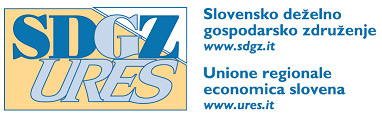 SDGZ
URES
Slovensko deželno
gospodarsko združenje
www.sdgz.it
Unione regionale
economica slovena
www.ures.it